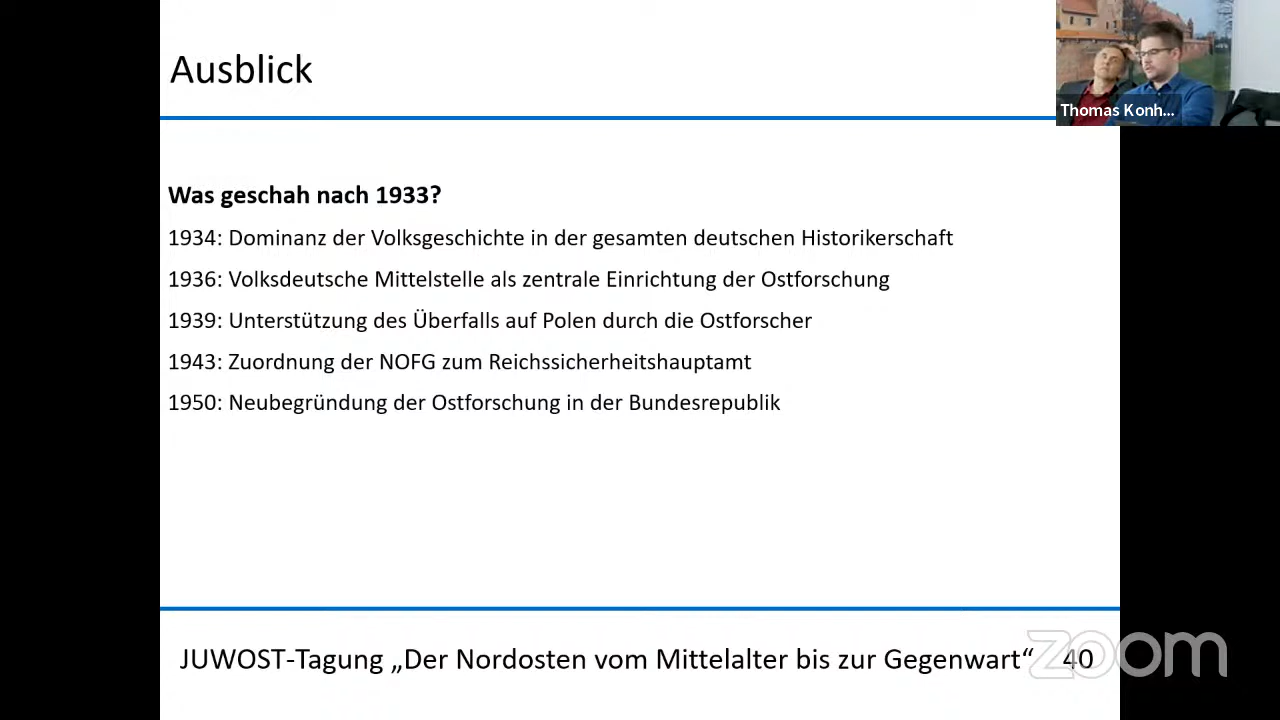 Ausblick
Thomas Konh...
Was geschah nach 1933?
1934: Dominanz der Volksgeschichte in der gesamten deutschen Historikerschaft
1936: Volksdeutsche Mittelstelle als zentrale Einrichtung der Ostforschung
1939: Unterstützung des Überfalls auf Polen durch die Ostforscher
1943: Zuordnung der NOFG zum Reichssicherheitshauptamt
1950: Neubegründung der Ostforschung in der Bundesrepublik
JUWOST-Tagung „Der Nordosten vom Mittelalter bis zur Gegenwart“ 40
zoom